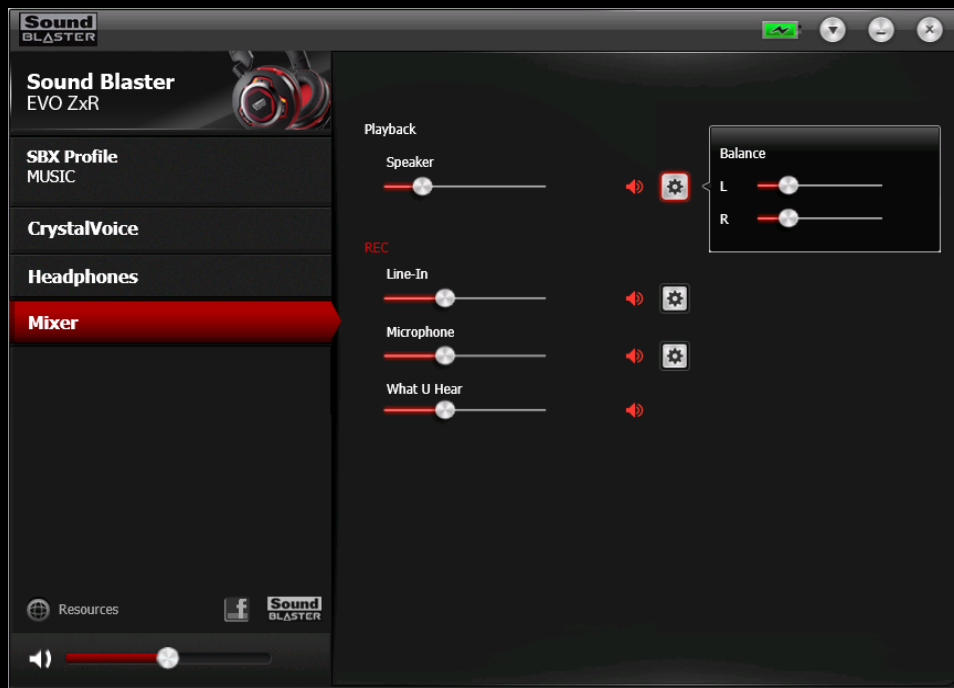 Sound
BLASTER
Sound Blaster
EVO ZxR
SBX Profile
MUSIC
CrystalVoice
Headphones
Mixer
Resources
f
Sound
BLASTER
Playback
Speaker
Balance
L
R
REC
Line-In
Microphone
What U Hear